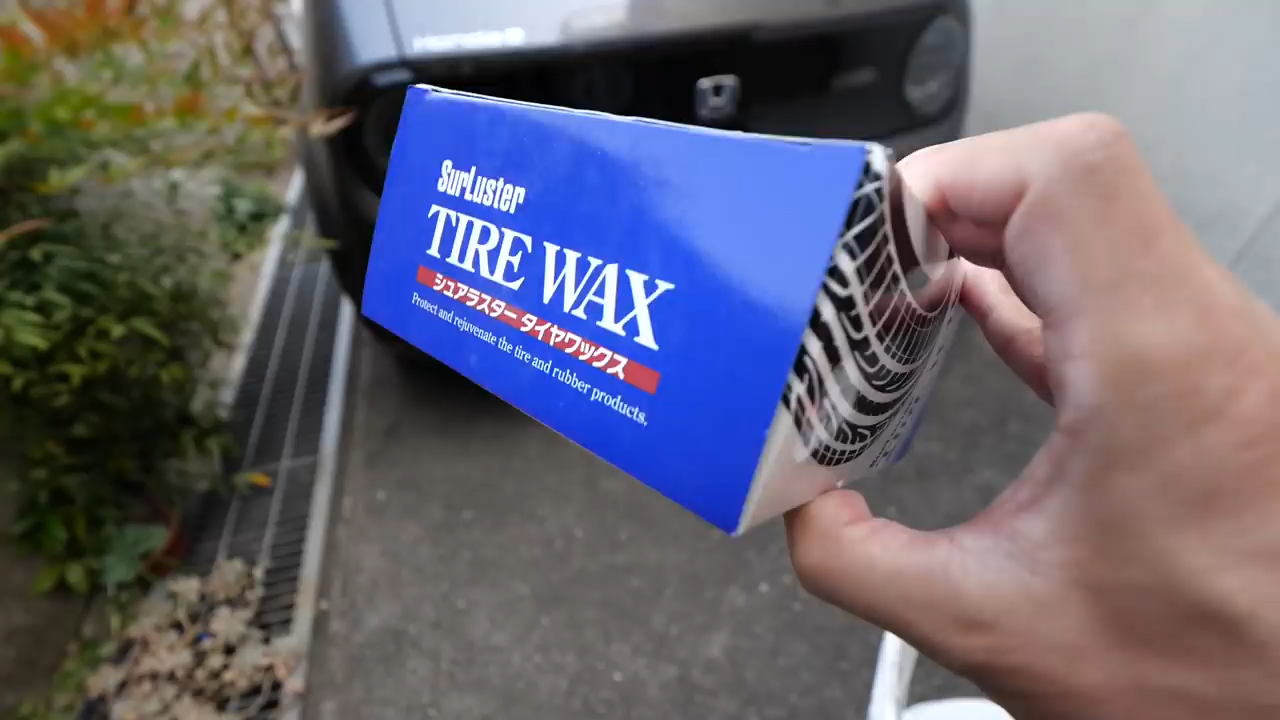 SurLuster
TIRE WAX
シュアラスター タイヤワックス
Protect and rejuvenate the tire and rubber products.